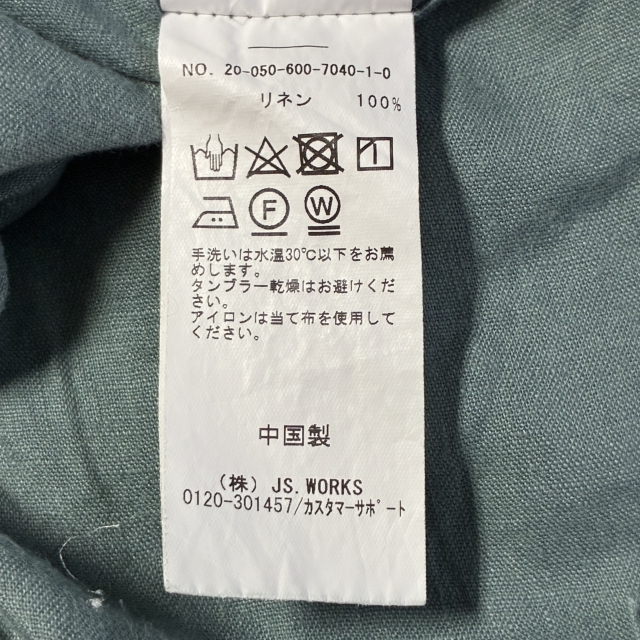 NO. 20-050-600-7040-1-0
リネン 100%
F W
手洗いは水温30℃以下をお薦
めします。
タンブラー乾燥はお避けくだ
さい。
アイロンは当て布を使用して
ください。
中国製
(株) JS.WORKS
0120-301457/カスタマーサポート